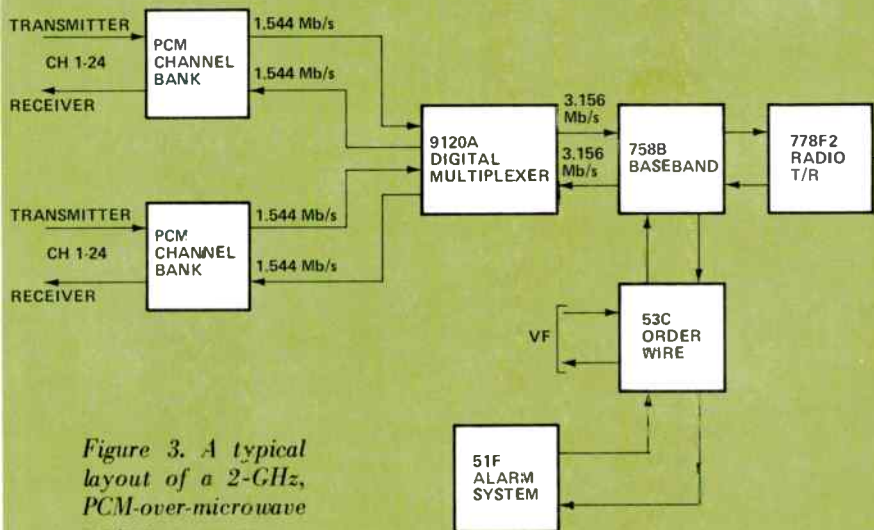 TRANSMITTER
CH 1-24
RECEIVER
PCM
CHANNEL
BANK
1.544 Mb/s
1.544 Mb/s
TRANSMITTER
CH 1-24
RECEIVER
PCM
CHANNEL
BANK
1.544 Mb/s
1.544 Mb/s
9120A
DIGITAL
MULTIPLEXER
3.156
Mb/s
3.156
Mb/s
758B
BASEBAND
778F2
RADIO
T/R
VF
53C
ORDER
WIRE
51F
ALARM
SYSTEM
Figure 3. A typical
layout of a 2-GHz,
PCM-over-microwave